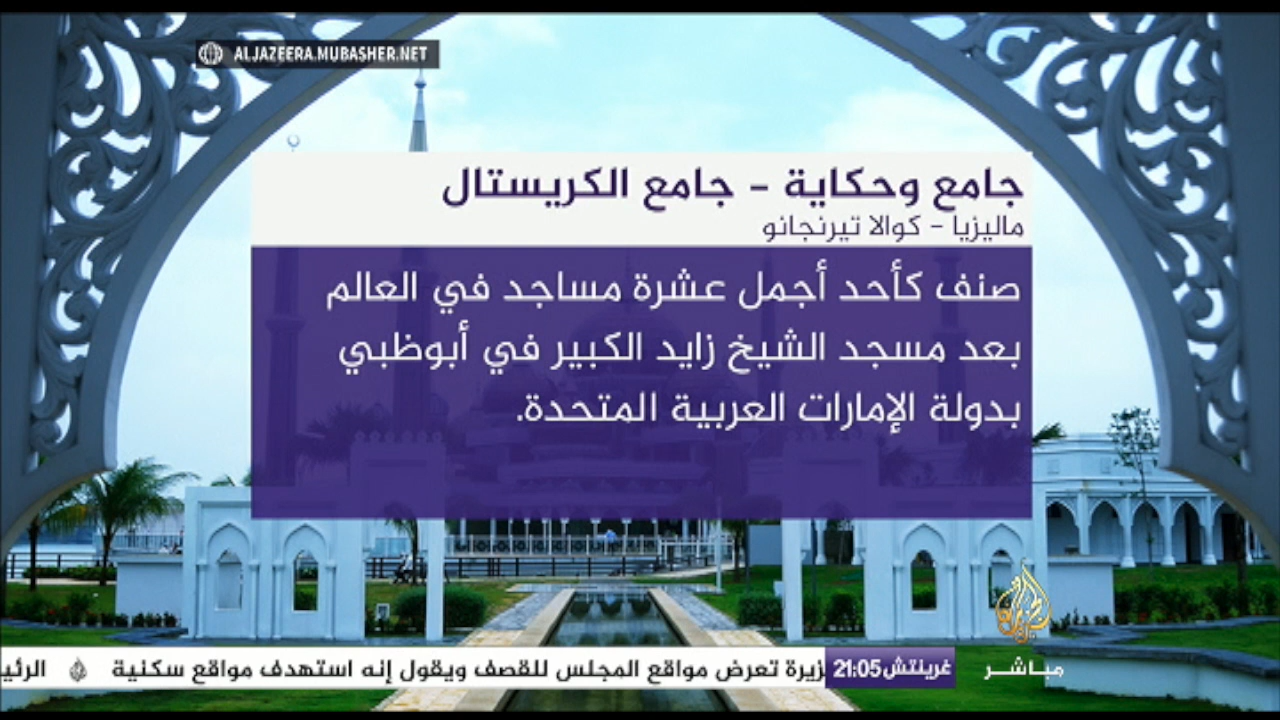 ALJAZEERA.MUBASHER.NET
جامع وحكاية - جامع الكريستال
ماليزيا - كوالا تيرنجانو
صنف كأحد أجمل عشرة مساجد في العالم
بعد مسجد الشيخ زايد الكبير في أبوظبي
بدولة الإمارات العربية المتحدة.
مباشر
غرينتش 21:05
تعرض مواقع المجلس للقصف ويقول إنه استهدف مواقع سكنية